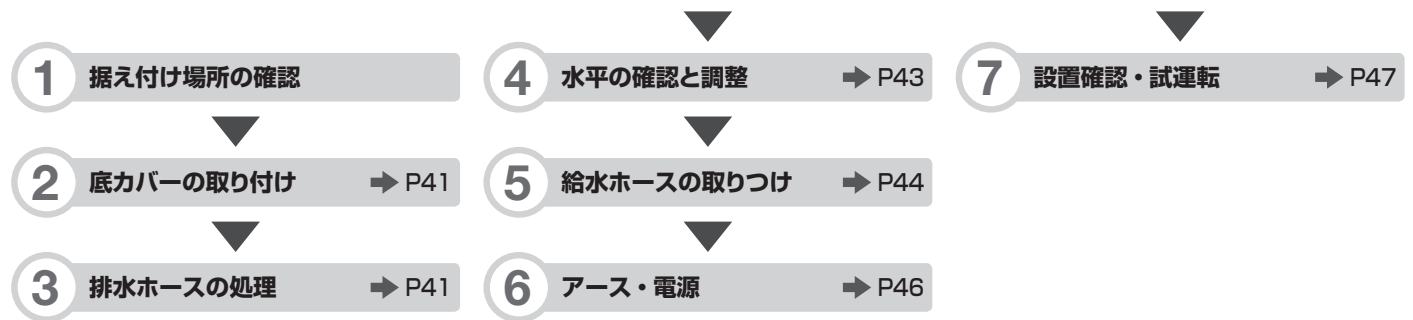 1 据え付け場所の確認
2 底カバーの取り付け ➡ P41
3 排水ホースの処理 ➡ P41
4 水平の確認と調整 ➡ P43
5 給水ホースの取りつけ ➡ P44
6 アース・電源 ➡ P46
7 設置確認・試運転 ➡ P47